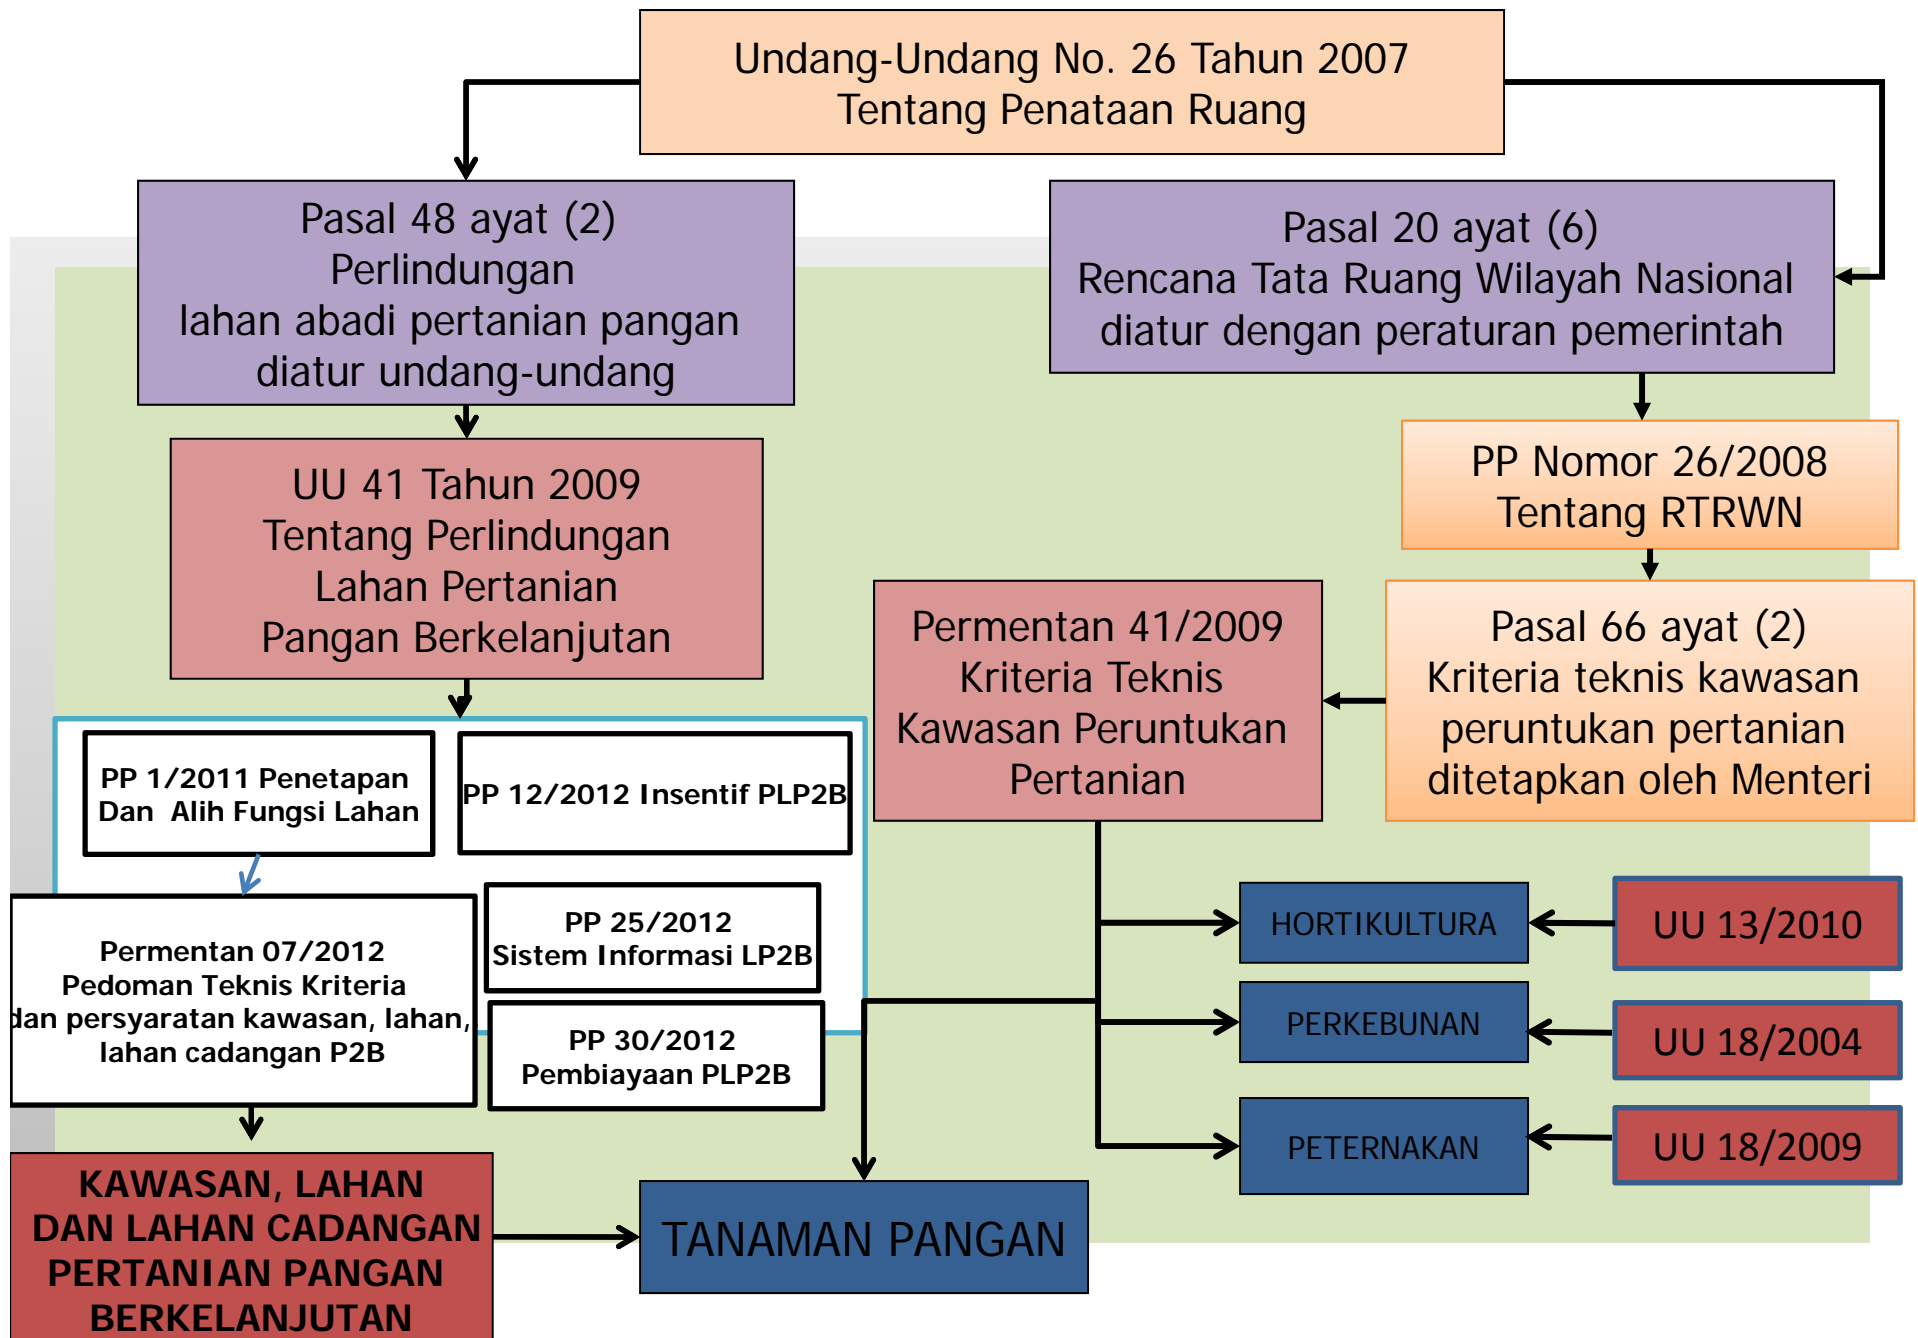 Undang-Undang No. 26 Tahun 2007
Tentang Penataan Ruang
Pasal 48 ayat (2)
Perlindungan
lahan abadi pertanian pangan
diatur undang-undang
Pasal 20 ayat (6)
Rencana Tata Ruang Wilayah Nasional
diatur dengan peraturan pemerintah
UU 41 Tahun 2009
Tentang Perlindungan
Lahan Pertanian
Pangan Berkelanjutan
PP Nomor 26/2008
Tentang RTRWN
Permentan 41/2009
Kriteria Teknis
Kawasan Peruntukan
Pertanian
Pasal 66 ayat (2)
Kriteria teknis kawasan
peruntukan pertanian
ditetapkan oleh Menteri
PP 1/2011 Penetapan
Dan Alih Fungsi Lahan
PP 12/2012 Insentif PLP2B
Permentan 07/2012
Pedoman Teknis Kriteria
dan persyaratan kawasan, lahan,
lahan cadangan P2B
PP 25/2012
Sistem Informasi LP2B
PP 30/2012
Pembiayaan PLP2B
HORTIKULTURA
UU 13/2010
PERKEBUNAN
UU 18/2004
PETERNAKAN
UU 18/2009
KAWASAN, LAHAN
DAN LAHAN CADANGAN
PERTANIAN PANGAN
BERKELANJUTAN
TANAMAN PANGAN